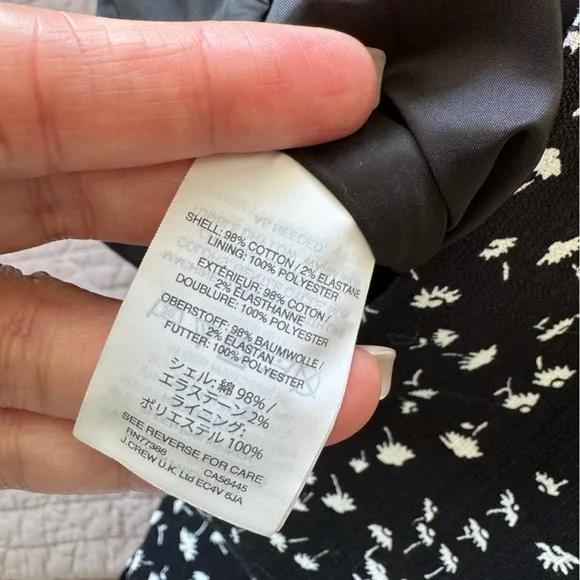 SHELL: 98% COTTON / 2% ELASTANE
LINING: 100% POLYESTER
EXTÉRIEUR: 98% COTON /
2% ÉLASTHANNE
DOUBLURE: 100% POLYESTER
OBERSTOFF: 98% BAUMWOLLE /
2% ELASTAN
FUTTER: 100% POLYESTER
シェル: 綿 98% /
エラステーン 2%
ライニング:
ポリエステル 100%
SEE REVERSE FOR CARE
RN77388 CA56445
J.CREW U.K. Ltd EC4V 6JA